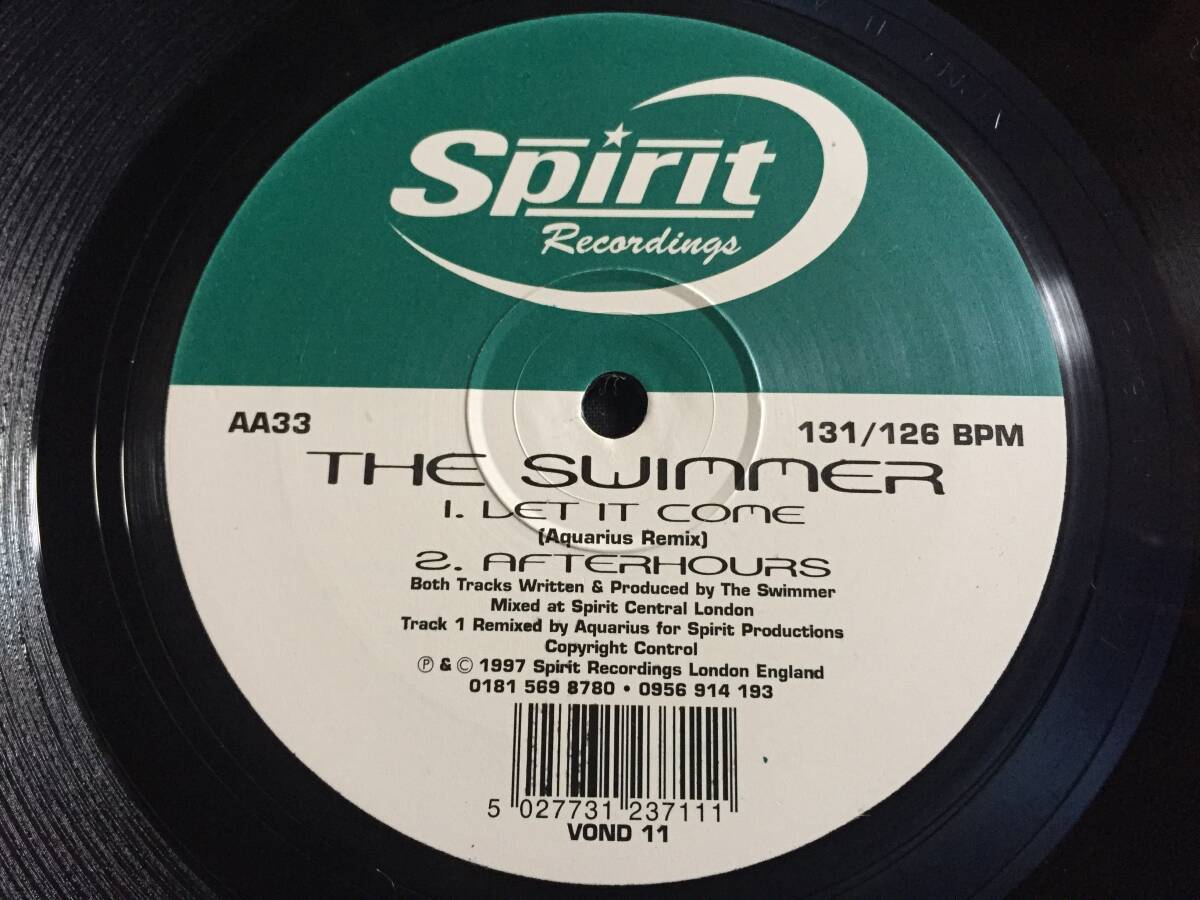 Spirit
Recordings
AA33
131/126 BPM
THE SWIMMER
1. LET IT COME
(Aquarius Remix)
2. AFTERHOURS
Both Tracks Written & Produced by The Swimmer
Mixed at Spirit Central London
Track 1 Remixed by Aquarius for Spirit Productions
Copyright Control
Ⓟ & © 1997 Spirit Recordings London England
0181 569 8780 • 0956 914 193
5 027731 237111
VOND 11